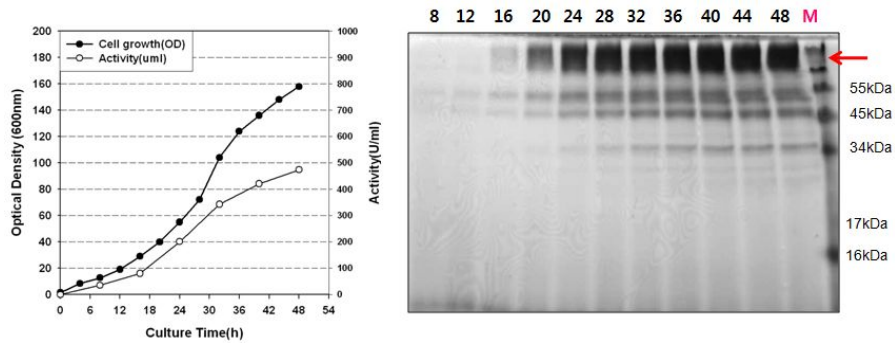 Cell growth(OD)
Activity(uml)
200
180
160
140
120
100
80
60
40
20
0
Optical Density (600nm)
1000
900
800
700
600
500
400
300
200
100
0
Activity(U/ml)
0 6 12 18 24 30 36 42 48 54
Culture Time(h)
8 12 16 20 24 28 32 36 40 44 48 M
55kDa
45kDa
34kDa
17kDa
16kDa